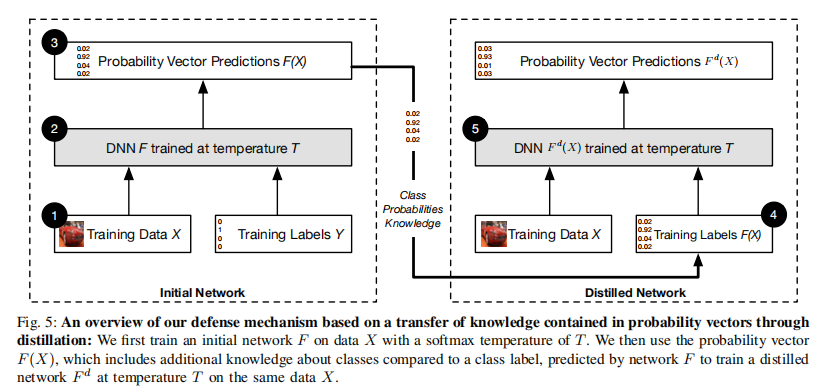 3
0.02
0.92
0.04
0.02
Probability Vector Predictions F(X)
2
DNN F trained at temperature T
1
Training Data X
0
1
0
0
Training Labels Y
Initial Network
0.02
0.92
0.04
0.02
Class
Probabilities
Knowledge
0.03
0.93
0.01
0.03
Probability Vector Predictions F^d(X)
5
DNN F^d(X) trained at temperature T
Training Data X
4
0.02
0.92
0.04
0.02
Training Labels F(X)
Distilled Network
Fig. 5: An overview of our defense mechanism based on a transfer of knowledge contained in probability vectors through
distillation: We first train an initial network F on data X with a softmax temperature of T. We then use the probability vector
F(X), which includes additional knowledge about classes compared to a class label, predicted by network F to train a distilled
network F^d at temperature T on the same data X.